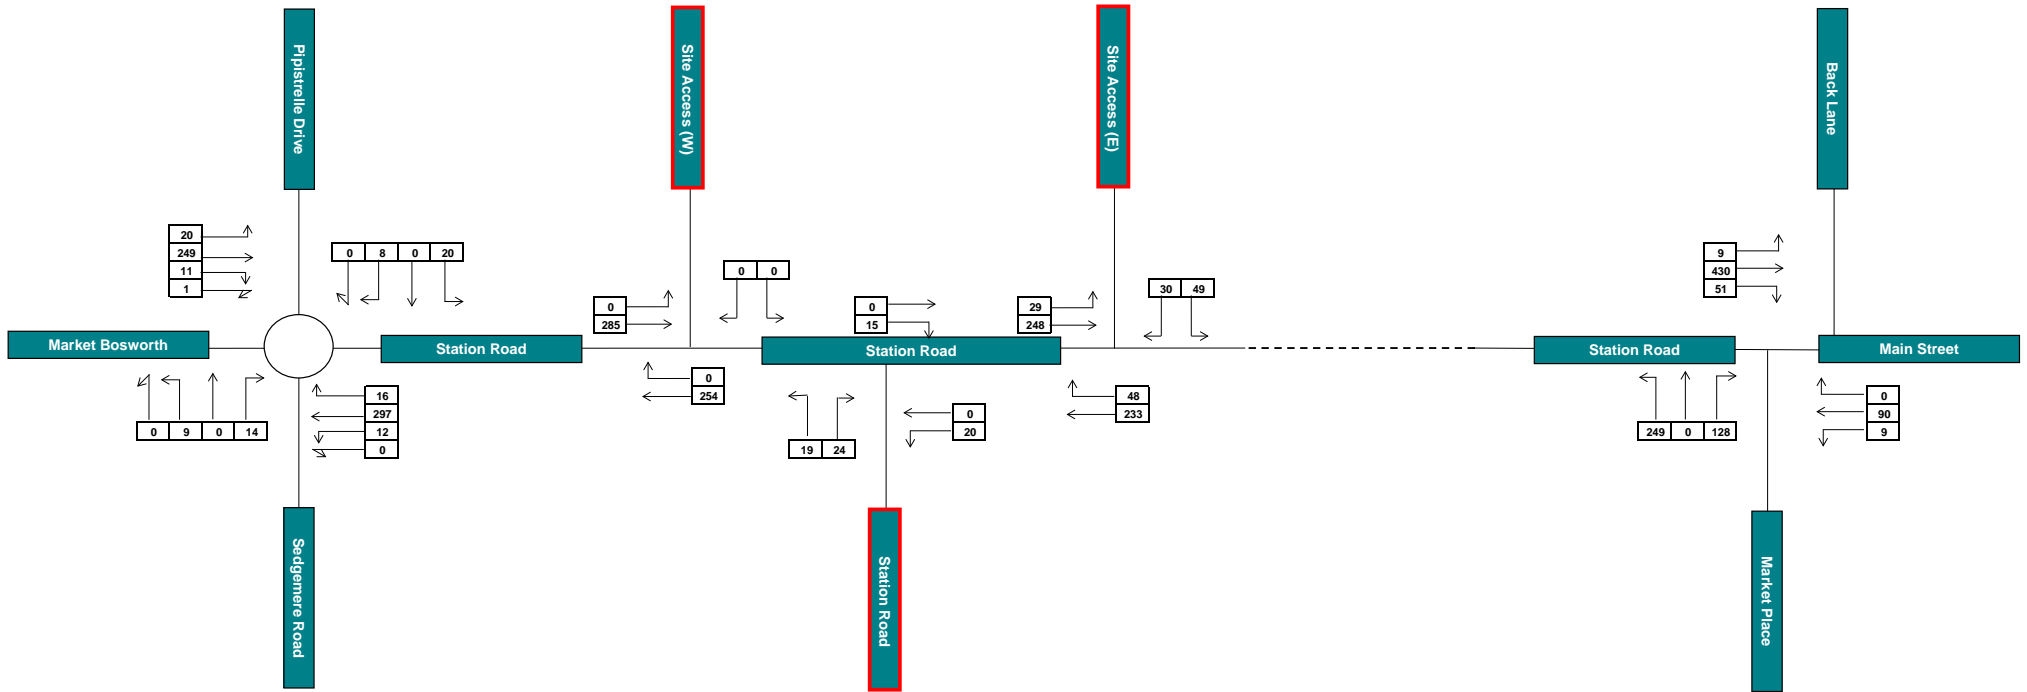 Pipistrelle Drive
Site Access (W)
Site Access (E)
Back Lane
20
249
11
1
0 8 0 20
0 0
0
285
0
15
29
248
30 49
9
430
51
Market Bosworth
Station Road
Station Road
Station Road
Main Street
0 9 0 14
16
297
12
0
0
254
19 24
0
20
48
233
249 0 128
0
90
9
Sedgemere Road
Station Road
Market Place